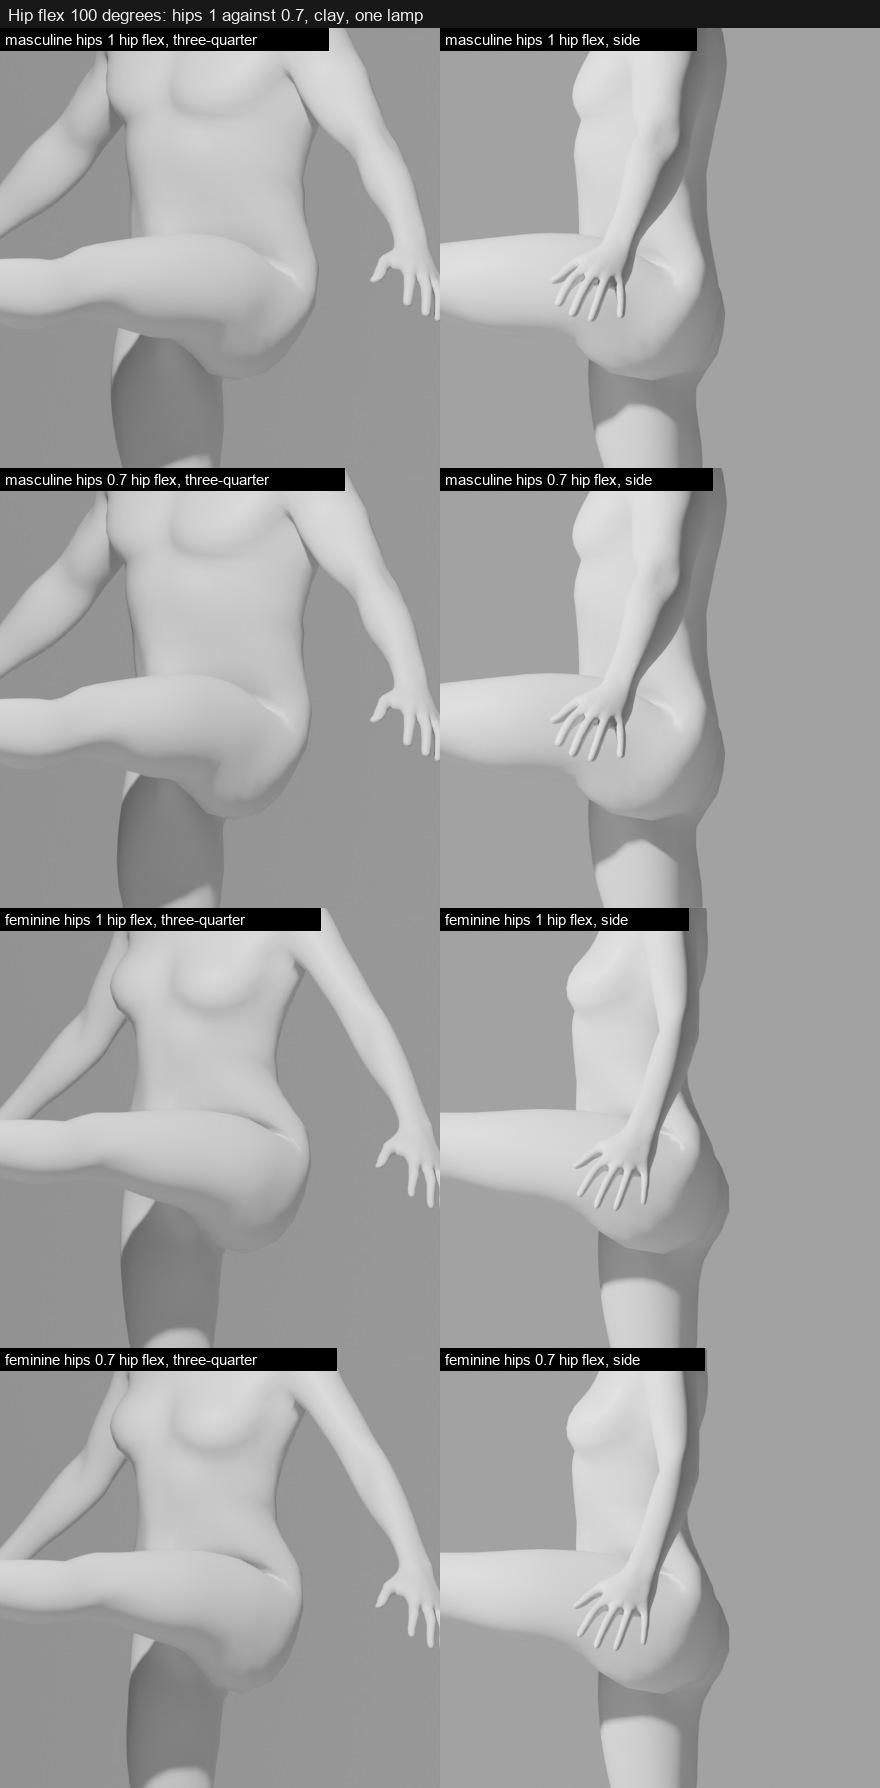 Hip flex 100 degrees: hips 1 against 0.7, clay, one lamp
masculine hips 1 hip flex, three-quarter
masculine hips 1 hip flex, side
masculine hips 0.7 hip flex, three-quarter
masculine hips 0.7 hip flex, side
feminine hips 1 hip flex, three-quarter
feminine hips 1 hip flex, side
feminine hips 0.7 hip flex, three-quarter
feminine hips 0.7 hip flex, side